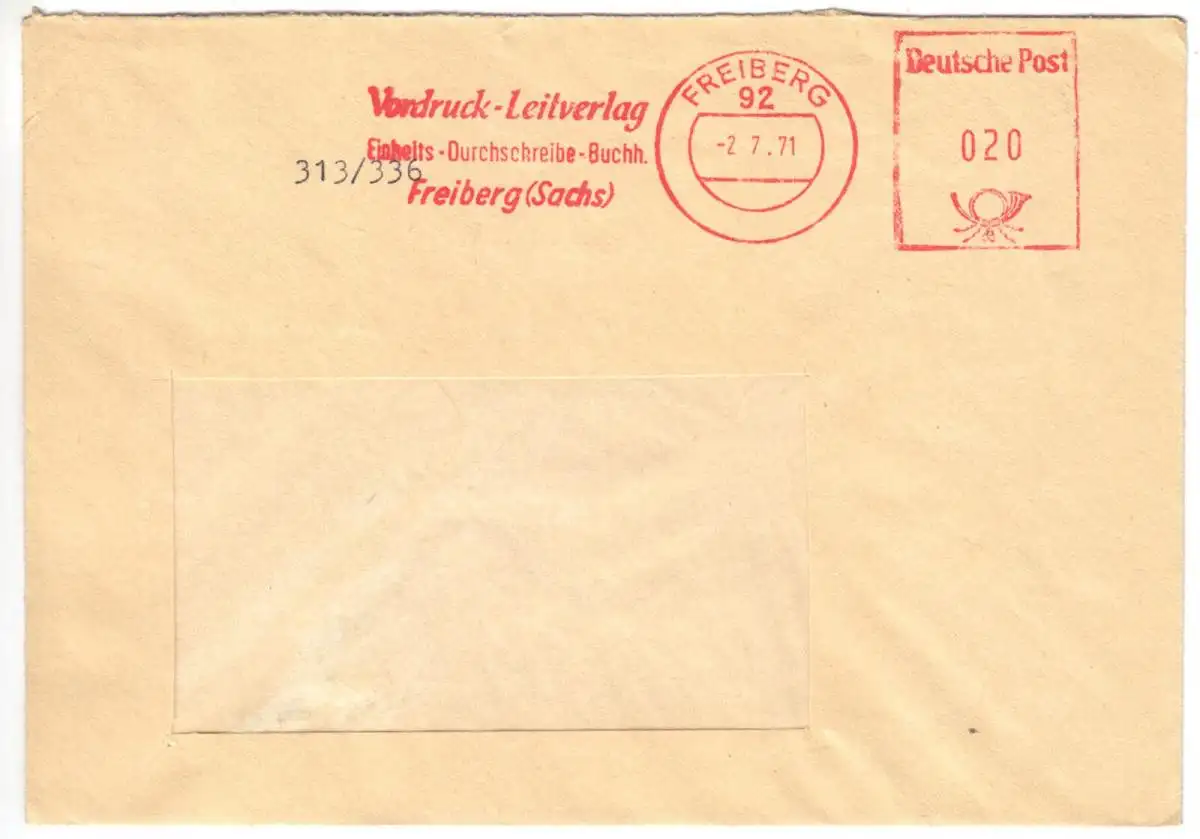 Vordruck-Leitverlag
Einheits-Durchschreibe-Buchh.
313/336
Freiberg (Sachs)
FREIBERG
92
-2 7.71
Deutsche Post
020